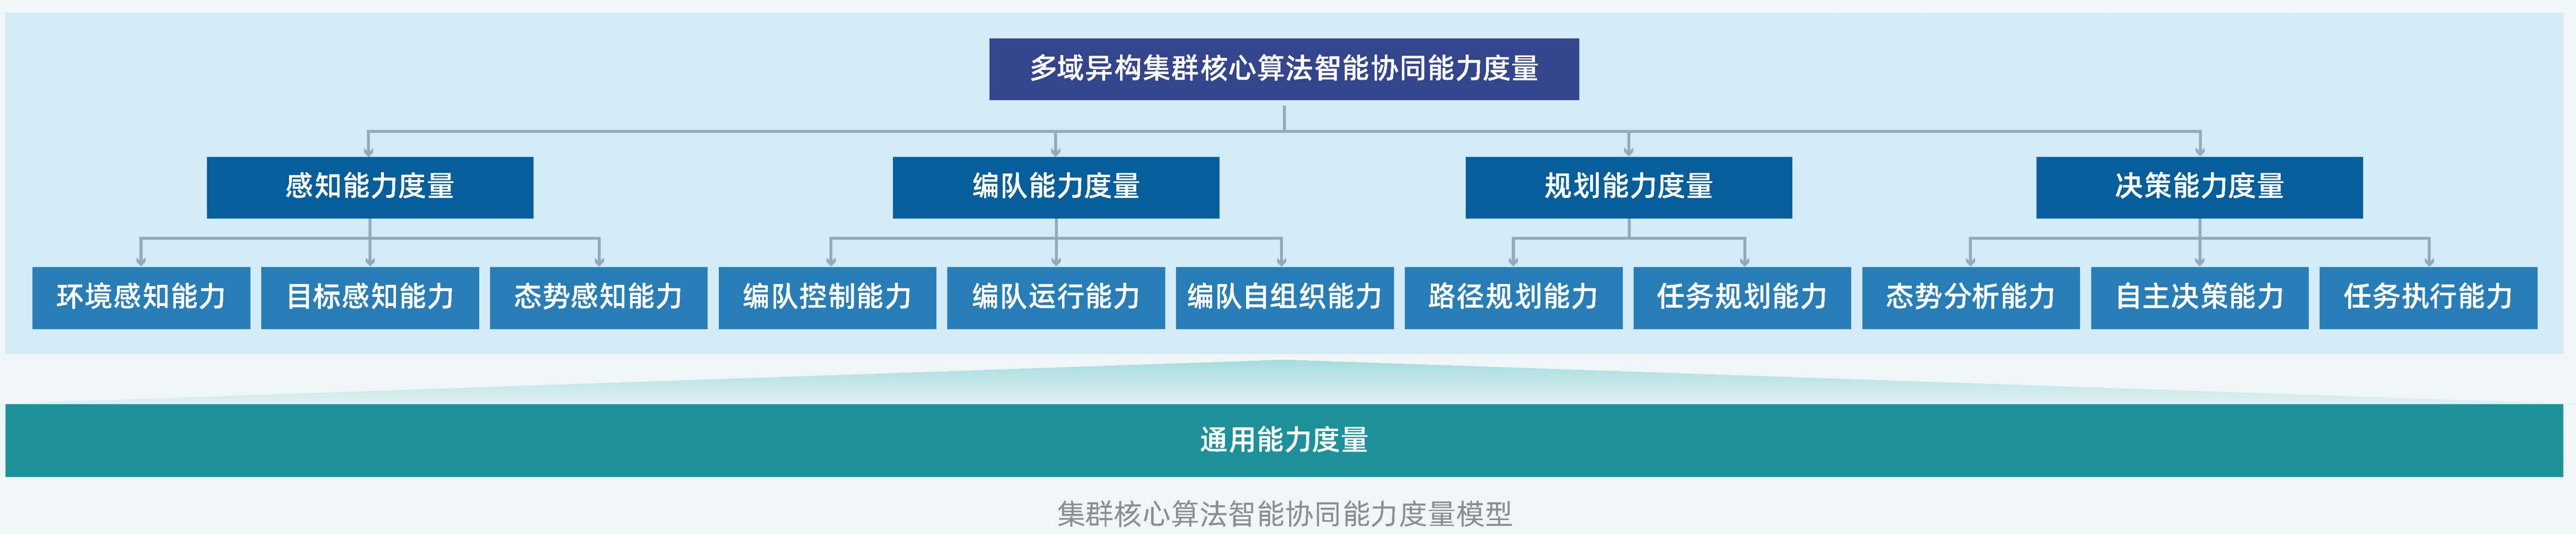 多域异构集群核心算法智能协同能力度量
感知能力度量
编队能力度量
规划能力度量
决策能力度量
环境感知能力
目标感知能力
态势感知能力
编队控制能力
编队运行能力
编队自组织能力
路径规划能力
任务规划能力
态势分析能力
自主决策能力
任务执行能力
通用能力度量
集群核心算法智能协同能力度量模型